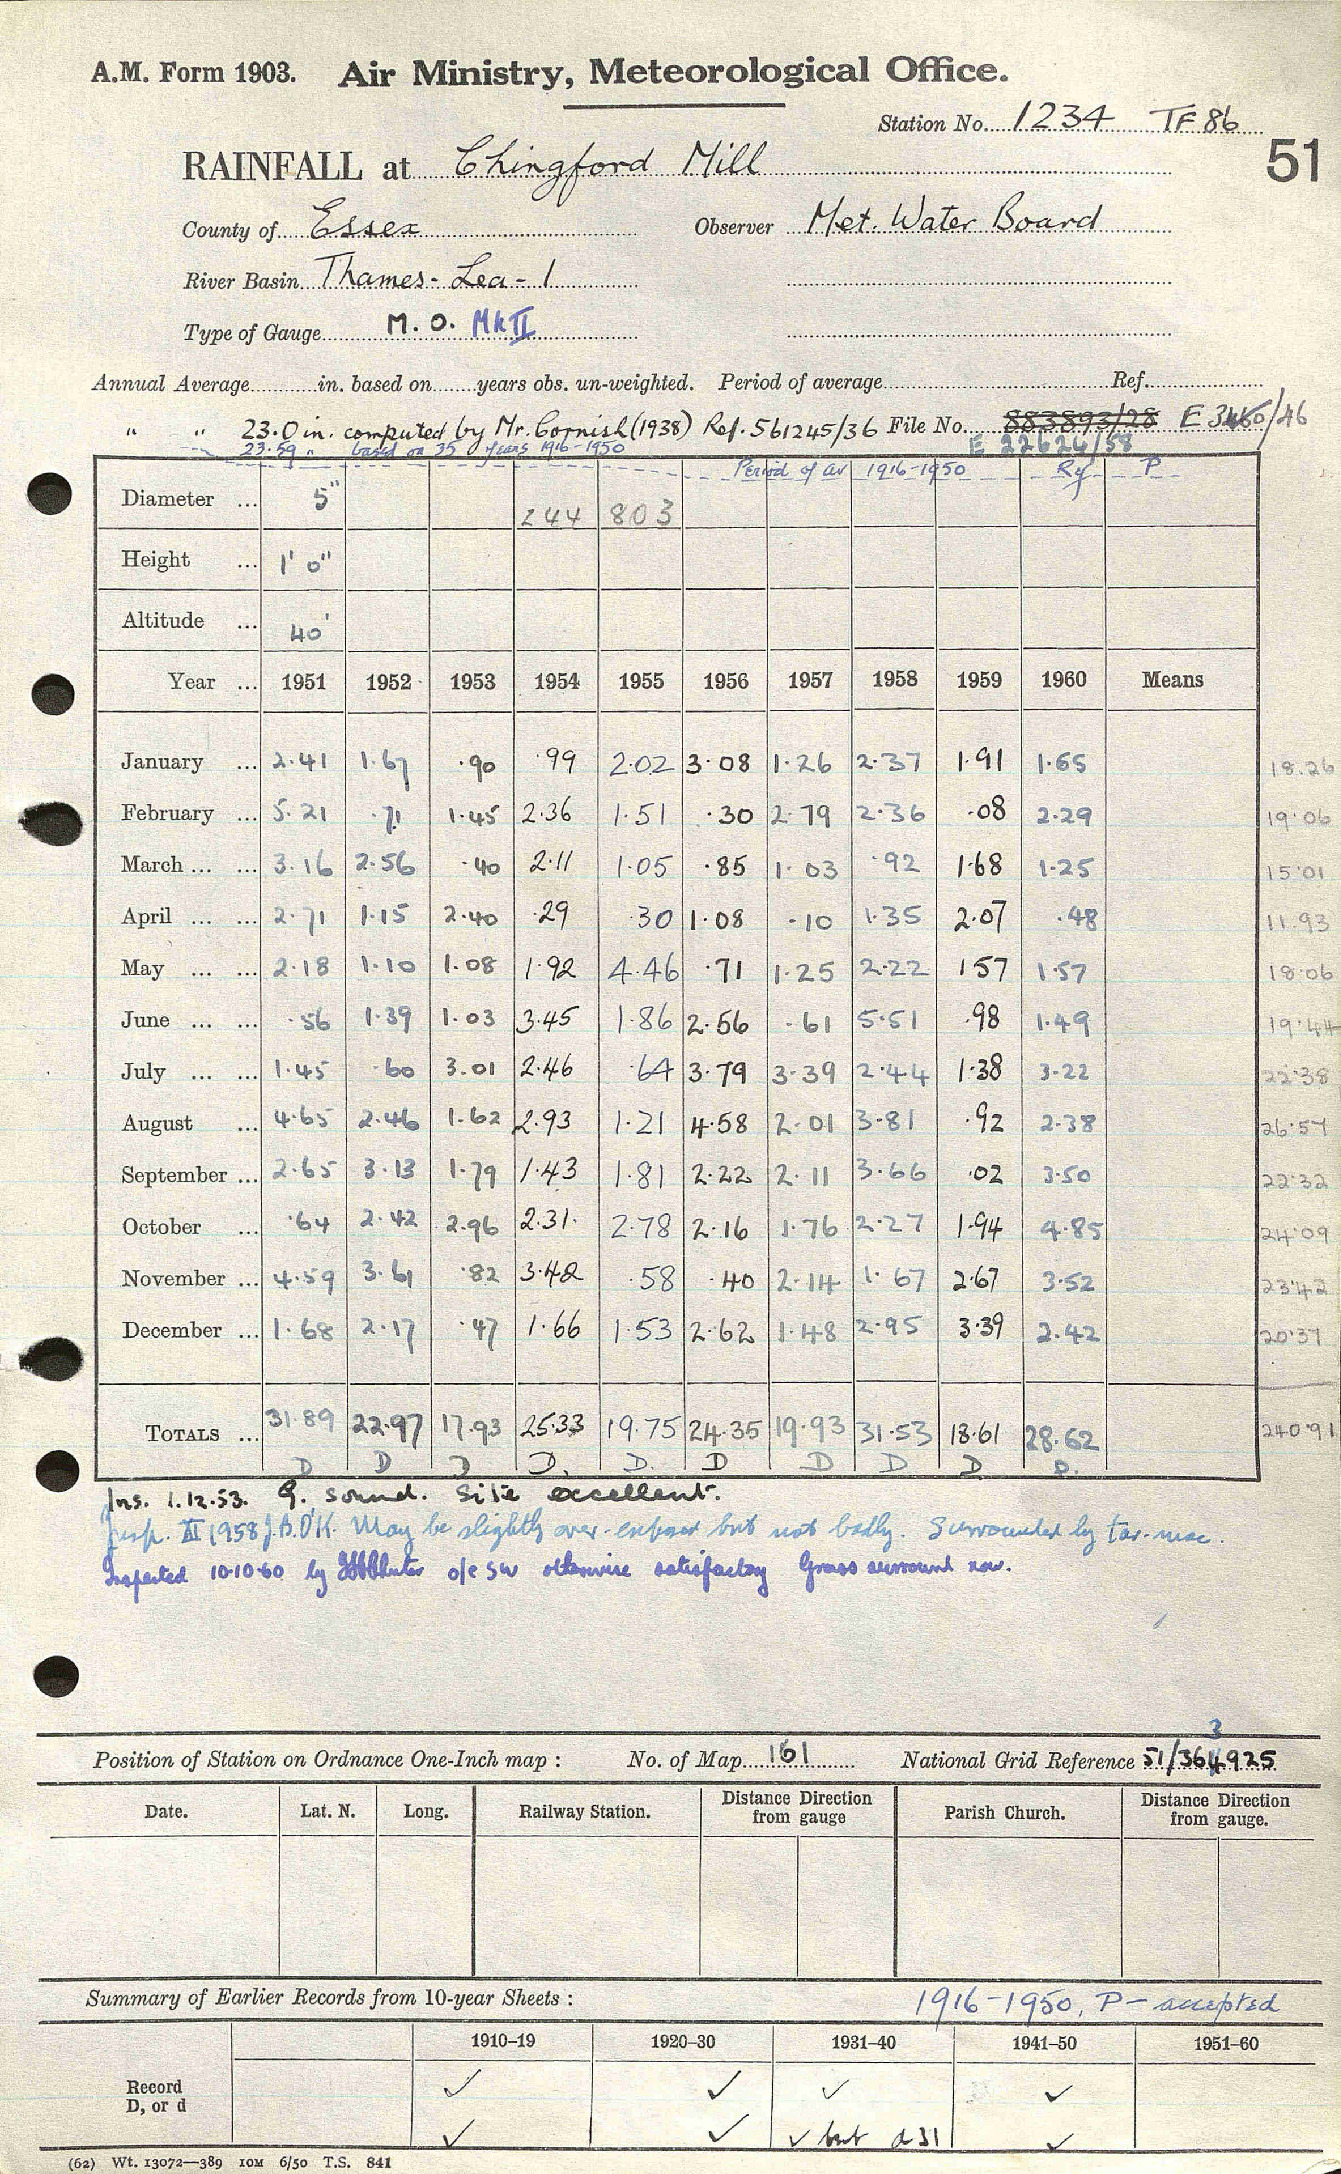 A.M. Form 1903. Air Ministry, Meteorological Office.
Station No. 1234 TF 86
51
RAINFALL at Chingford Mill
County of Essex Observer Met. Water Board
River Basin Thames - Lea - 1
Type of Gauge M.O. Mk II
Annual Average in. based on years obs. un-weighted. Period of average Ref.
" " 23.0 in. computed by Mr. Cornish (1938) Ref. 561245/36 File No. 883893/28 E 3460/46
23.59 " based on 35 years 1916-1950 E 22624/58
Period of av 1916-1950 Rg P
Diameter ... 5" 244 803
Height ... 1' 0"
Altitude ... 40'
Year ... 1951 1952 1953 1954 1955 1956 1957 1958 1959 1960 Means
January ... 2.41 1.67 .90 .99 2.02 3.08 1.26 2.37 1.91 1.65 18.26
February ... 5.21 .71 1.45 2.36 1.51 .30 2.79 2.36 .08 2.29 19.06
March ... ... 3.16 2.56 .40 2.11 1.05 .85 1.03 .92 1.68 1.25 15.01
April ... ... 2.71 1.15 2.40 .29 .30 1.08 .10 1.35 2.07 .48 11.93
May ... ... 2.18 1.10 1.08 1.92 4.46 .71 1.25 2.22 1 57 1.57 18.06
June ... ... .56 1.39 1.03 3.45 1.86 2.56 .61 5.51 .98 1.49 19.44
July ... ... 1.45 .60 3.01 2.46 .64 3.79 3.39 2.44 1.38 3.22 22.38
August ... 4.65 2.46 1.62 2.93 1.21 4.58 2.01 3.81 .92 2.38 26.57
September ... 2.65 3.13 1.79 1.43 1.81 2.22 2.11 3.66 .02 3.50 22.32
October ... .64 2.42 2.96 2.31 2.78 2.16 1.76 2.27 1.94 4.85 24.09
November ... 4.59 3.61 .82 3.42 .58 .40 2.14 1.67 2.67 3.52 23.42
December ... 1.68 2.17 .47 1.66 1.53 2.62 1.48 2.95 3.39 2.42 20.37
TOTALS ... 31.89 22.97 17.93 25.33 19.75 24.35 19.93 31.53 18.61 28.62 240.91
D D D D. D. D D D D D.
Ins. 1.12.53. G. sound. Site excellent.
Insp. III 1958 J.B. O'K. May be slightly over-exposed but not badly. Surrounded by tar-mac.
Inspected 10.10.60 by o/e SW otherwise satisfactory Grass surround now.
3
Position of Station on Ordnance One-Inch map : No. of Map 161 National Grid Reference 51/364925
Date. Lat. N. Long. Railway Station. Distance Direction from gauge Parish Church. Distance Direction from gauge.
Summary of Earlier Records from 10-year Sheets : 1916-1950, P - accepted
1910–19 1920–30 1931–40 1941–50 1951–60
Record ✓ ✓ ✓ ✓
D, or d
✓ ✓ ✓ but d 31 ✓
(62) Wt. 13072—389 10M 6/50 T.S. 841